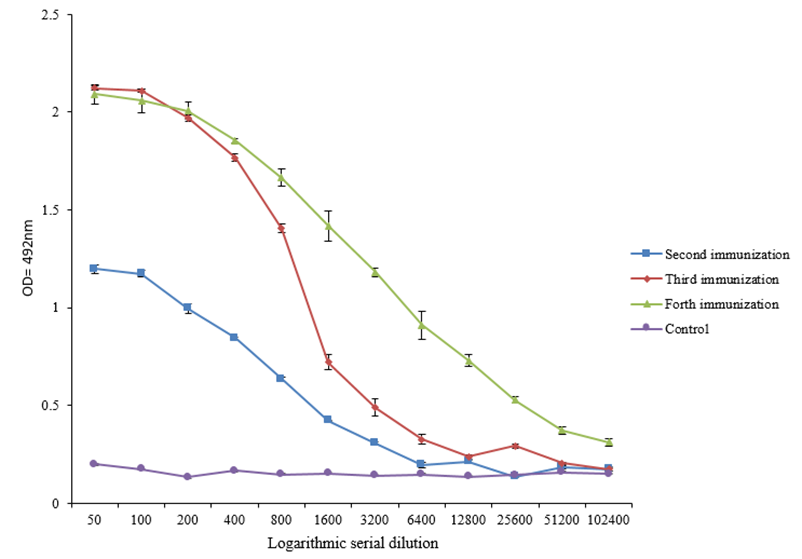 2.5
2
1.5
1
0.5
0
OD= 492nm
50 100 200 400 800 1600 3200 6400 12800 25600 51200 102400
Logarithmic serial dilution
Second immunization
Third immunization
Forth immunization
Control